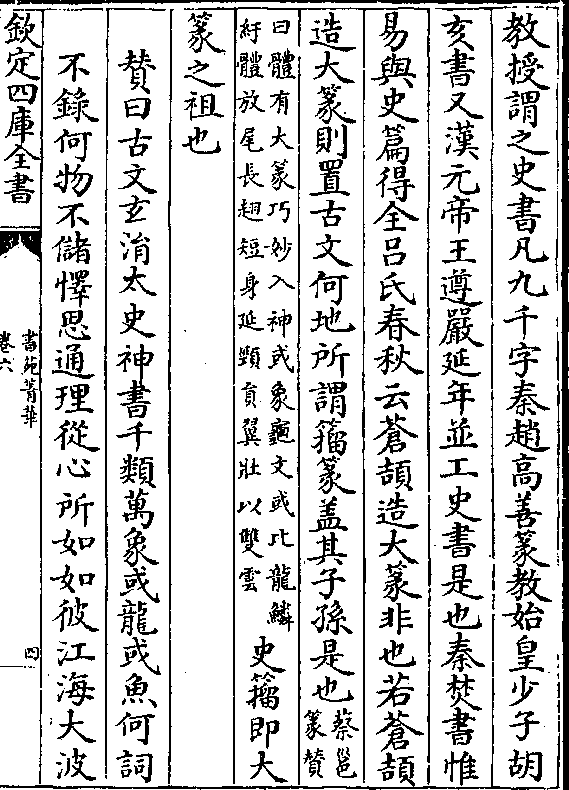 教授謂之史書凡九千字秦趙高善篆教始皇少子胡
亥書又漢元帝王遵嚴延年並工史書是也秦焚書惟
易與史篇得全呂氏春秋云蒼頡造大篆非也若蒼頡
造大篆則置古文何地所謂籀篆蓋其子孫是也蔡邕篆贊
曰體有大篆巧妙入神或象龜文或比龍鱗
紆體放尾長翅短身延頸負翼壯以雙雲
史籀即大
篆之祖也
贊曰古文玄消太史神書千類萬象或龍或魚何詞
不錄何物不儲懌思通理從心所如如彼江海大波
欽定四庫全書
書苑菁華
卷六
四